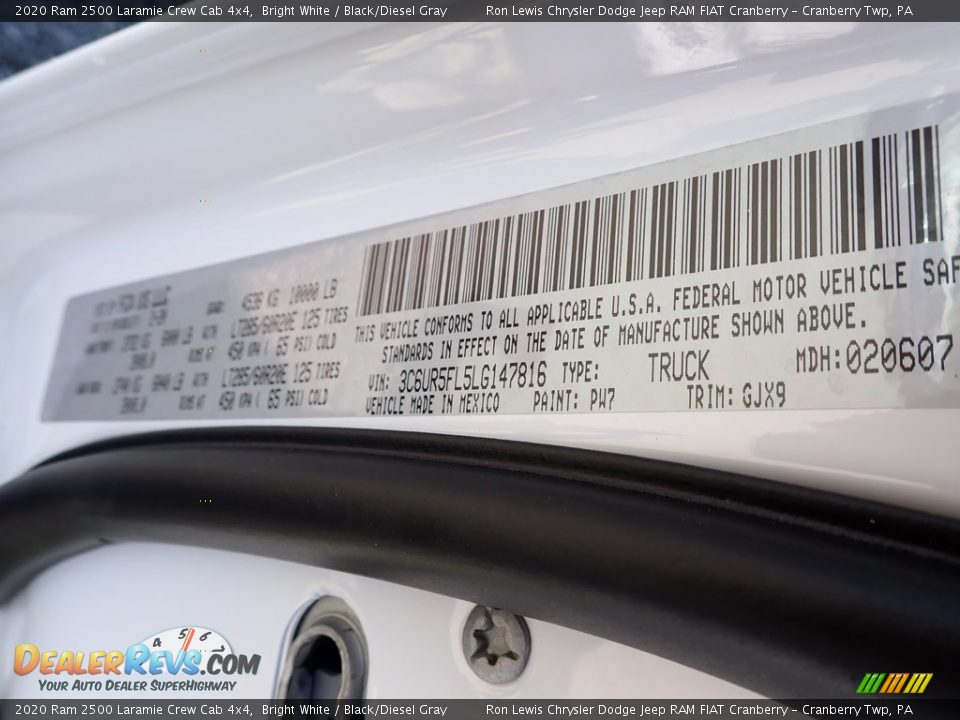 2020 Ram 2500 Laramie Crew Cab 4x4, Bright White / Black/Diesel Gray Ron Lewis Chrysler Dodge Jeep RAM FIAT Cranberry - Cranberry Twp, PA
4536 KG 10000 LB
LT285/60R20E 125 TIRES
450 KPA ( 65 PSI) COLD
LT285/60R20E 125 TIRES
450 KPA ( 65 PSI) COLD
THIS VEHICLE CONFORMS TO ALL APPLICABLE U.S.A. FEDERAL MOTOR VEHICLE SAF
STANDARDS IN EFFECT ON THE DATE OF MANUFACTURE SHOWN ABOVE.
VIN: 3C6UR5FL5LG147816 TYPE: TRUCK MDH: 020607
VEHICLE MADE IN MEXICO PAINT: PW7 TRIM: GJX9
4 5 6
DealerRevs.com
Your Auto Dealer SuperHighway
2020 Ram 2500 Laramie Crew Cab 4x4, Bright White / Black/Diesel Gray Ron Lewis Chrysler Dodge Jeep RAM FIAT Cranberry - Cranberry Twp, PA